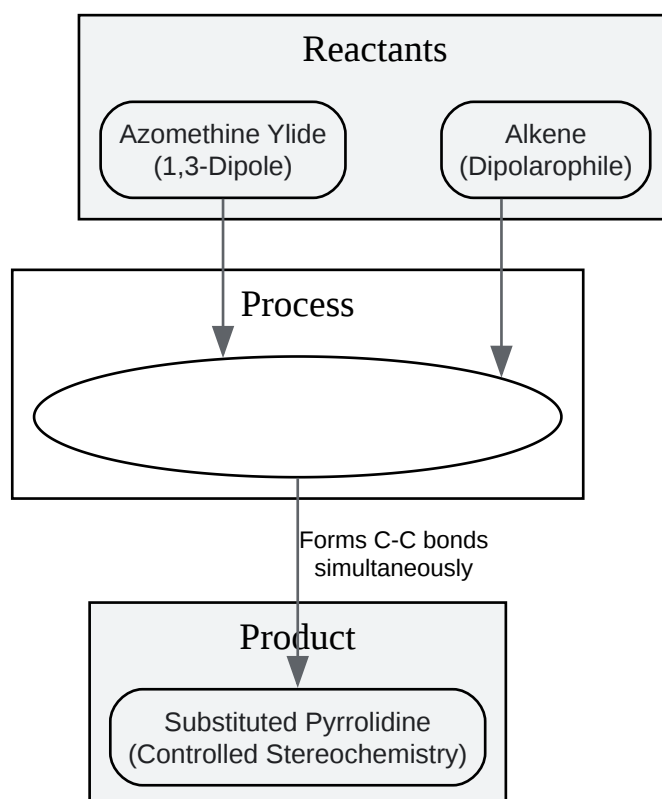 Reactants
Azomethine Ylide
(1,3-Dipole)
Alkene
(Dipolarophile)
Process
Forms C-C bonds
simultaneously
Product
Substituted Pyrrolidine
(Controlled Stereochemistry)